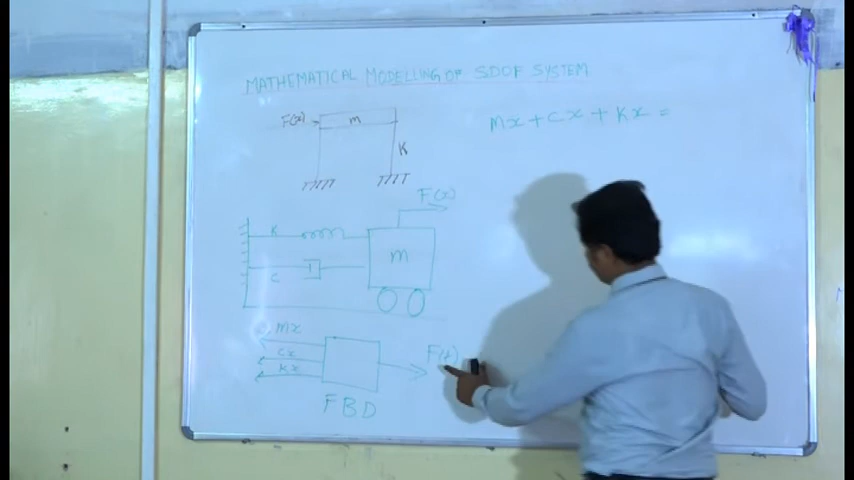 MATHEMATICAL MODELLING OF SDOF SYSTEM
F(x) m
K
Mx + Cx + Kx =
F(x)
K
m
C
Mx
Cx
Kx
F(t)
FBD